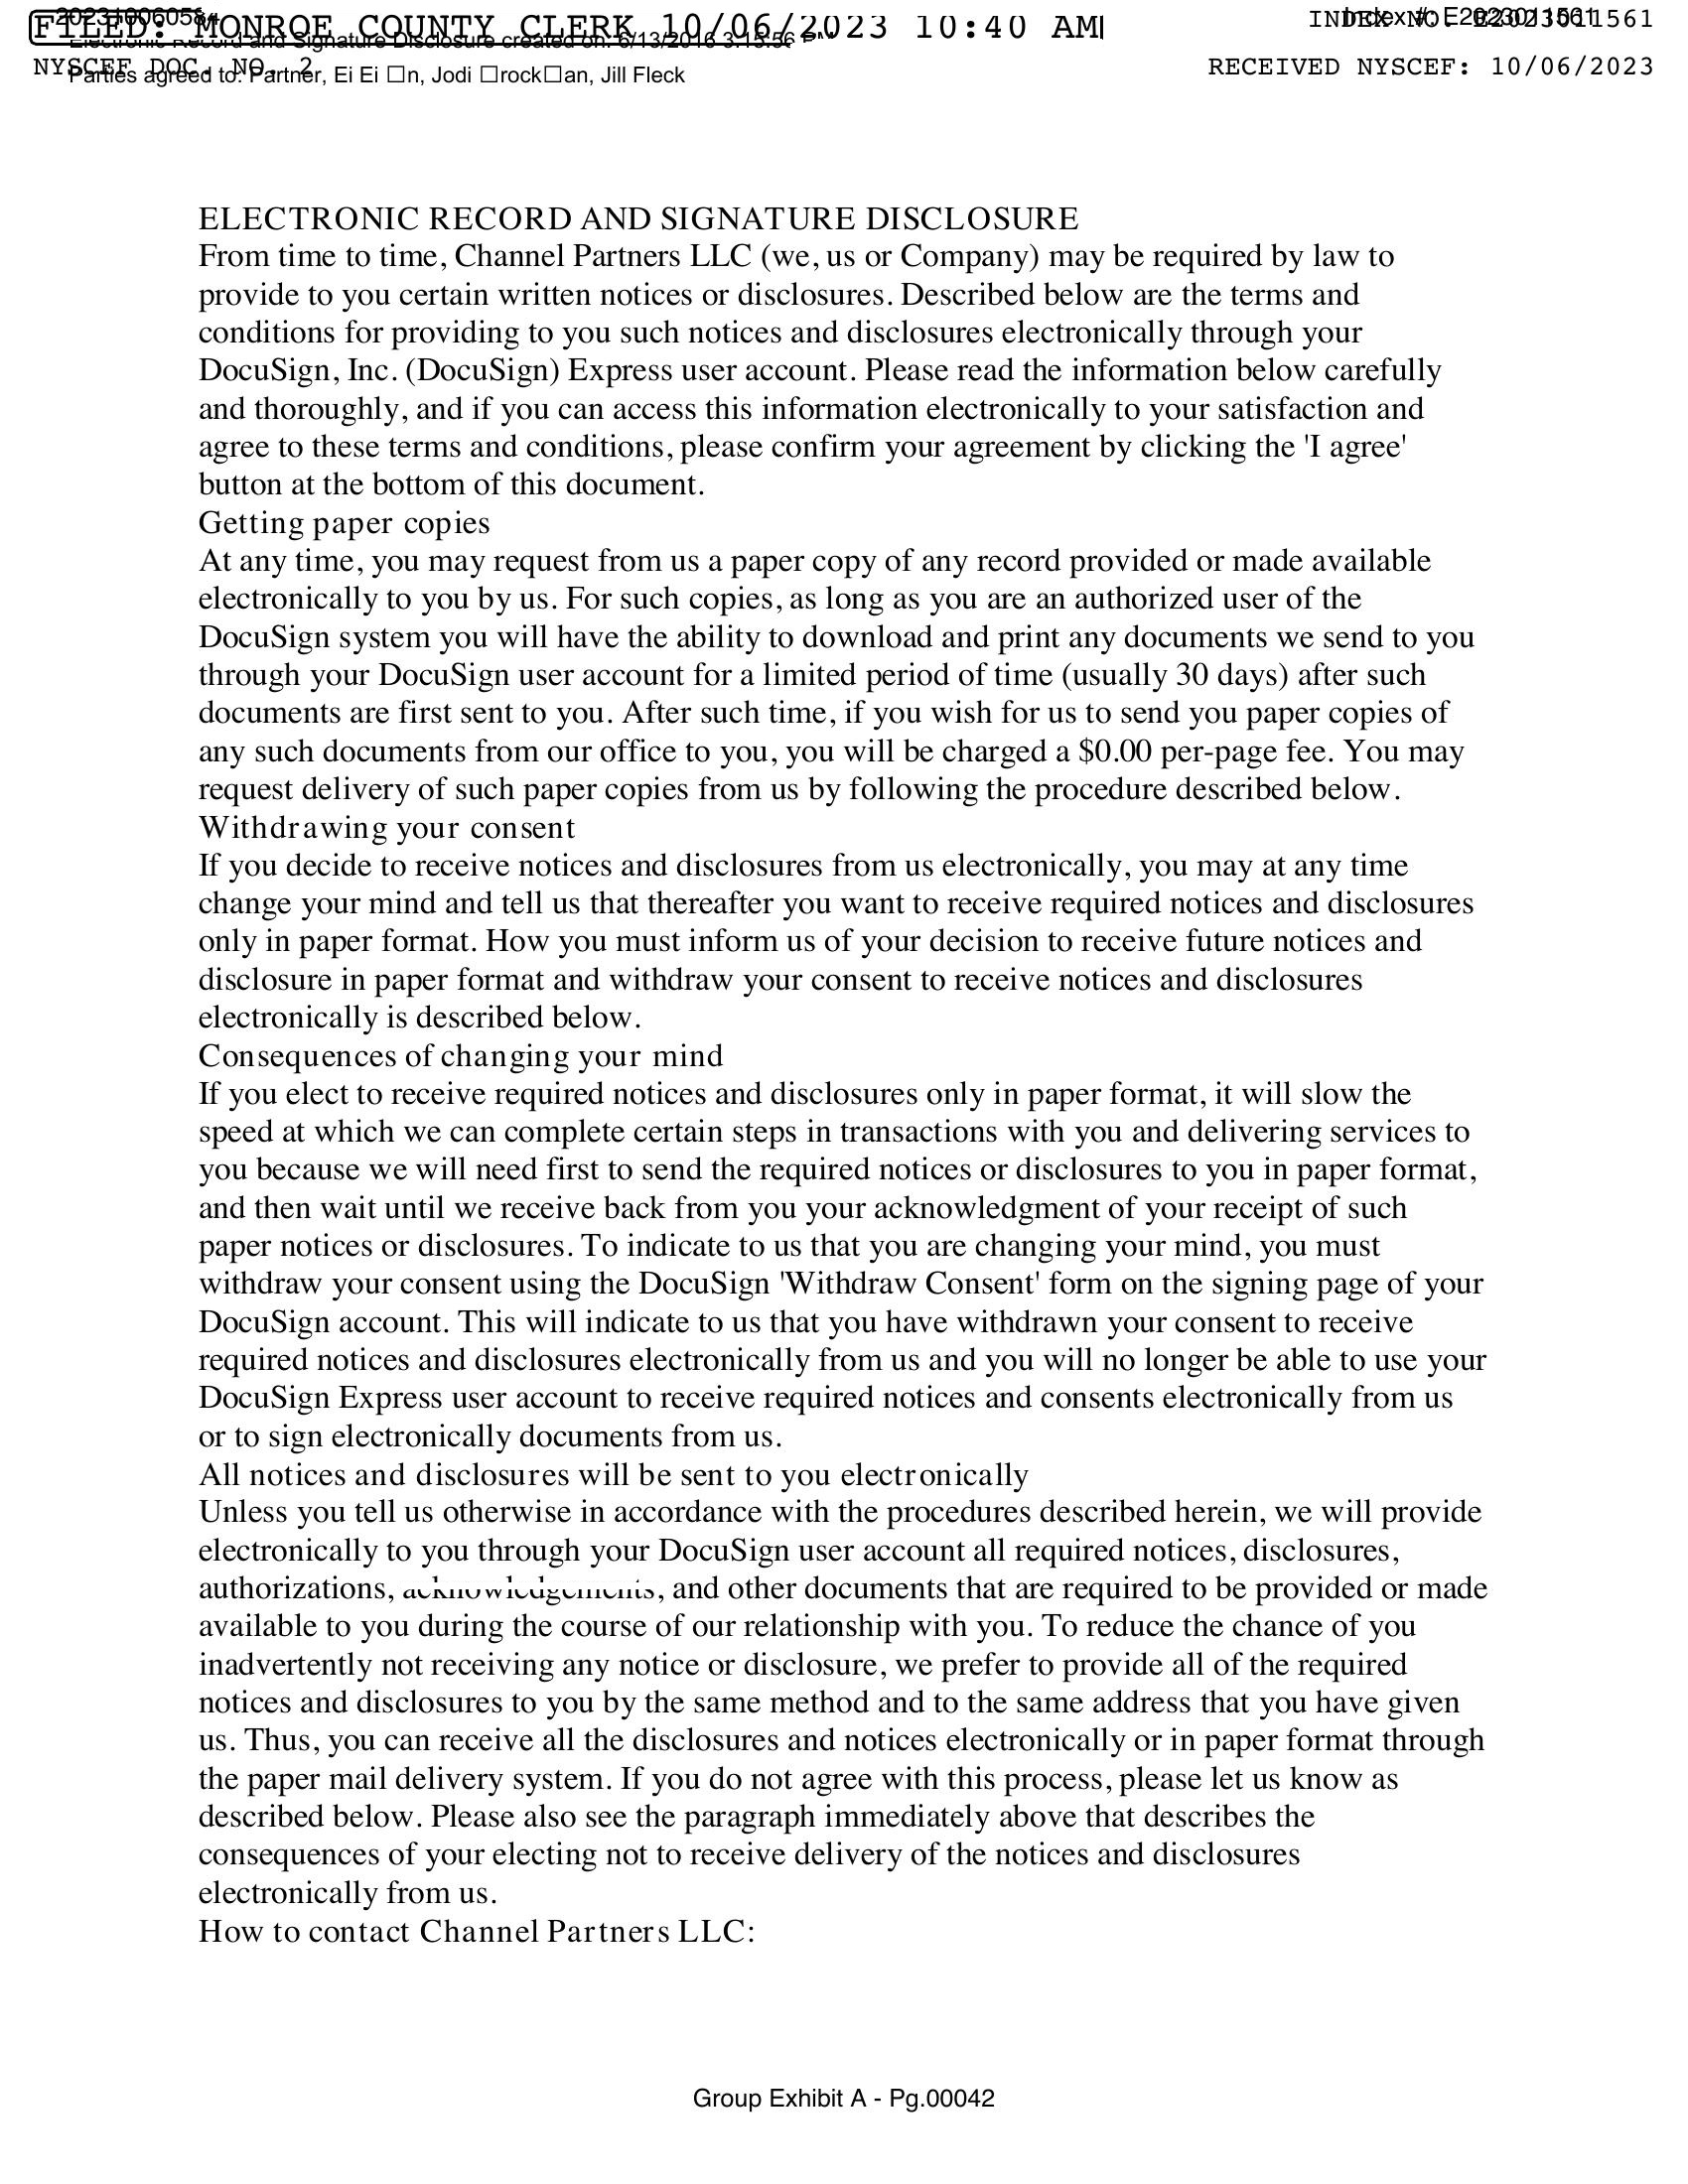 202310060584
Index #: E2023011561
FILED: MONROE COUNTY CLERK 10/06/2023 10:40 AM
INDEX NO. E2023011561
Electronic Record and Signature Disclosure created on: 6/13/2016 3:15:56 PM
NYSCEF DOC. NO. 2
RECEIVED NYSCEF: 10/06/2023
Parties agreed to: Partner, Ei Ei □n, Jodi □rock□an, Jill Fleck
ELECTRONIC RECORD AND SIGNATURE DISCLOSURE
From time to time, Channel Partners LLC (we, us or Company) may be required by law to
provide to you certain written notices or disclosures. Described below are the terms and
conditions for providing to you such notices and disclosures electronically through your
DocuSign, Inc. (DocuSign) Express user account. Please read the information below carefully
and thoroughly, and if you can access this information electronically to your satisfaction and
agree to these terms and conditions, please confirm your agreement by clicking the 'I agree'
button at the bottom of this document.
Getting paper copies
At any time, you may request from us a paper copy of any record provided or made available
electronically to you by us. For such copies, as long as you are an authorized user of the
DocuSign system you will have the ability to download and print any documents we send to you
through your DocuSign user account for a limited period of time (usually 30 days) after such
documents are first sent to you. After such time, if you wish for us to send you paper copies of
any such documents from our office to you, you will be charged a $0.00 per-page fee. You may
request delivery of such paper copies from us by following the procedure described below.
Withdrawing your consent
If you decide to receive notices and disclosures from us electronically, you may at any time
change your mind and tell us that thereafter you want to receive required notices and disclosures
only in paper format. How you must inform us of your decision to receive future notices and
disclosure in paper format and withdraw your consent to receive notices and disclosures
electronically is described below.
Consequences of changing your mind
If you elect to receive required notices and disclosures only in paper format, it will slow the
speed at which we can complete certain steps in transactions with you and delivering services to
you because we will need first to send the required notices or disclosures to you in paper format,
and then wait until we receive back from you your acknowledgment of your receipt of such
paper notices or disclosures. To indicate to us that you are changing your mind, you must
withdraw your consent using the DocuSign 'Withdraw Consent' form on the signing page of your
DocuSign account. This will indicate to us that you have withdrawn your consent to receive
required notices and disclosures electronically from us and you will no longer be able to use your
DocuSign Express user account to receive required notices and consents electronically from us
or to sign electronically documents from us.
All notices and disclosures will be sent to you electronically
Unless you tell us otherwise in accordance with the procedures described herein, we will provide
electronically to you through your DocuSign user account all required notices, disclosures,
authorizations, acknowledgements, and other documents that are required to be provided or made
available to you during the course of our relationship with you. To reduce the chance of you
inadvertently not receiving any notice or disclosure, we prefer to provide all of the required
notices and disclosures to you by the same method and to the same address that you have given
us. Thus, you can receive all the disclosures and notices electronically or in paper format through
the paper mail delivery system. If you do not agree with this process, please let us know as
described below. Please also see the paragraph immediately above that describes the
consequences of your electing not to receive delivery of the notices and disclosures
electronically from us.
How to contact Channel Partners LLC:
Group Exhibit A - Pg.00042